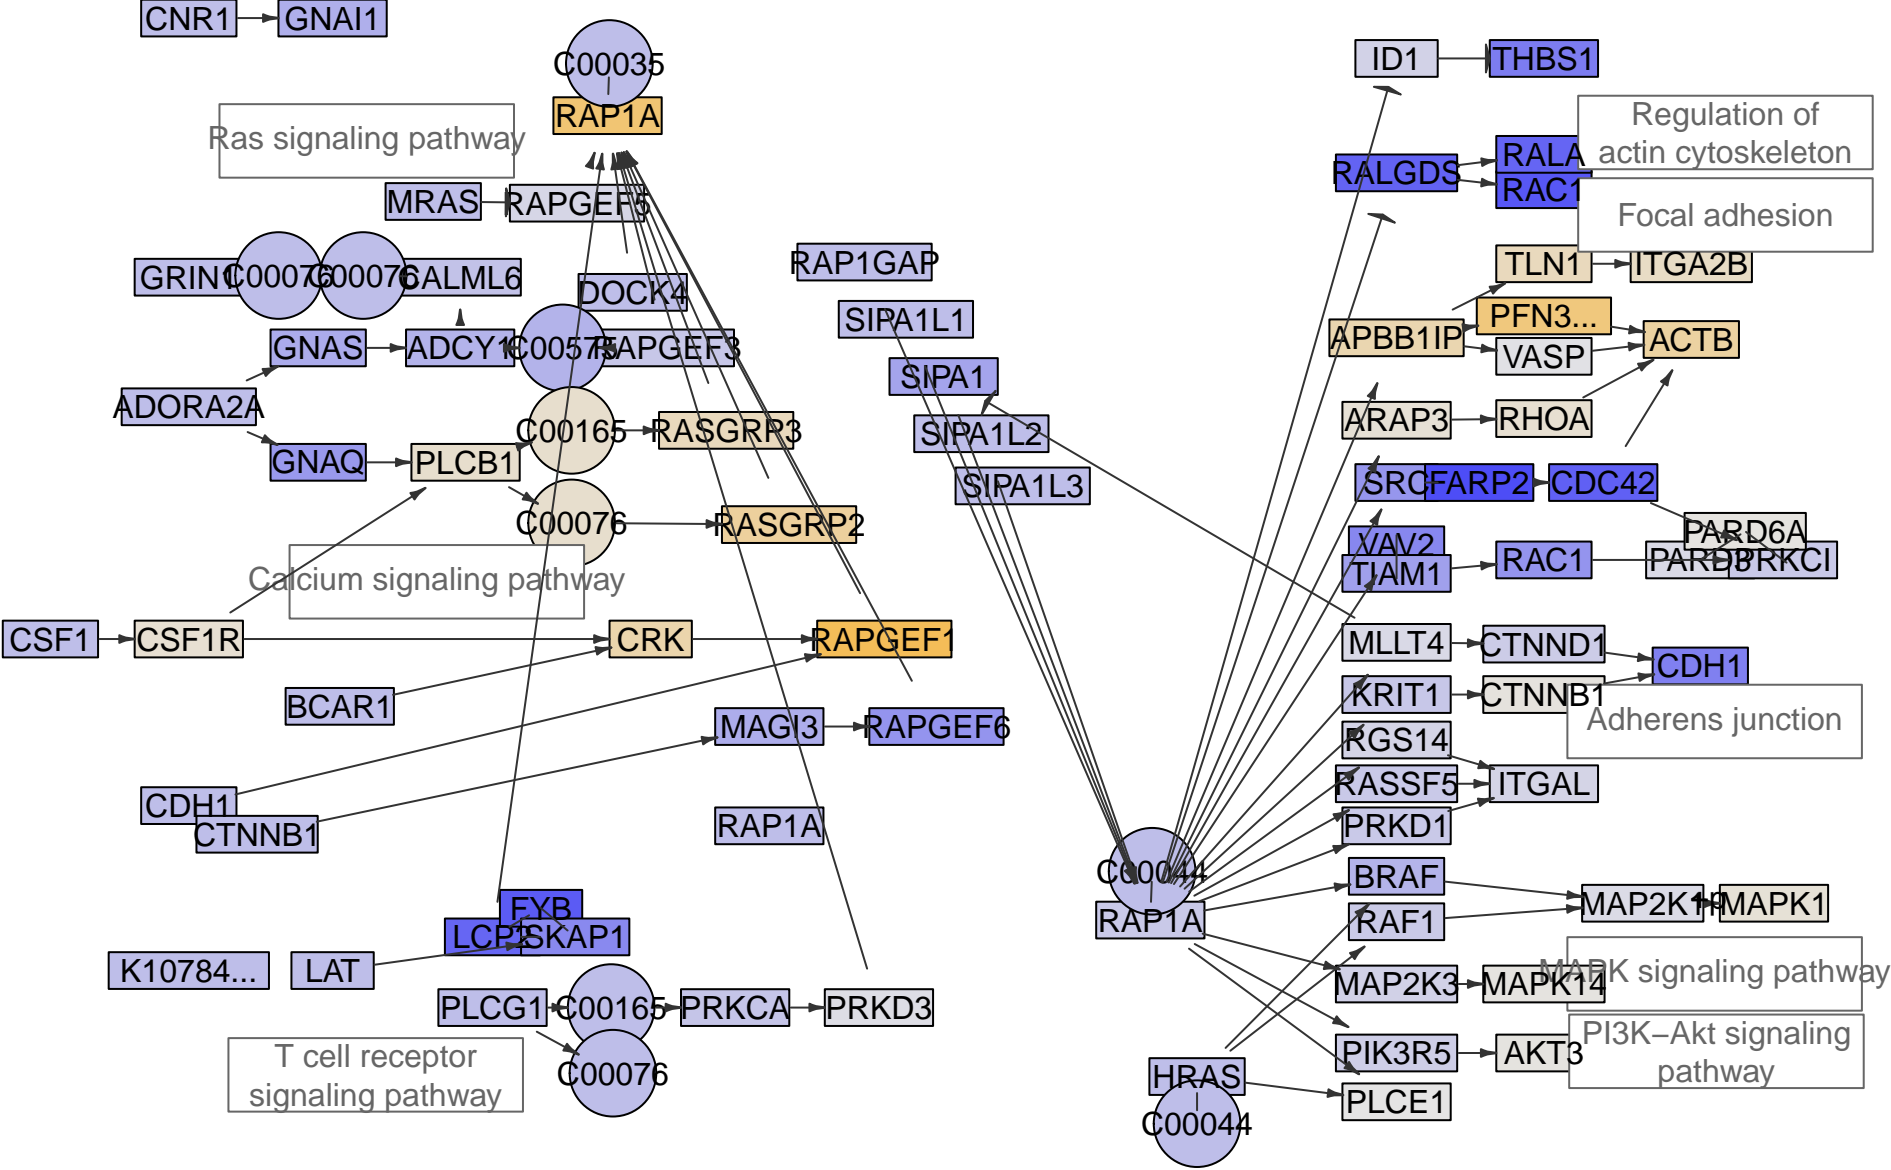 CNR1
GNAI1
C00035
RAP1A
Ras signaling pathway
MRAS
RAPGEF5
GRIN1
C00076
C00076
CALML6
DOCK4
GNAS
ADCY1
C00575
RAPGEF3
ADORA2A
GNAQ
PLCB1
C00165
RASGRP3
C00076
RASGRP2
Calcium signaling pathway
CSF1
CSF1R
CRK
RAPGEF1
BCAR1
MAGI3
RAPGEF6
CDH1
CTNNB1
RAP1A
FYB
LCP2
SKAP1
K10784...
LAT
PLCG1
C00165
PRKCA
PRKD3
C00076
T cell receptor
signaling pathway
RAP1GAP
SIPA1L1
SIPA1
SIPA1L2
SIPA1L3
C00044
RAP1A
HRAS
C00044
ID1
THBS1
RALGDS
RALA
RAC1
Regulation of
actin cytoskeleton
Focal adhesion
TLN1
ITGA2B
APBB1IP
PFN3...
VASP
ACTB
ARAP3
RHOA
SRC
FARP2
CDC42
VAV2
TIAM1
RAC1
PARD6A
PARD3
PRKCI
MLLT4
CTNND1
CDH1
KRIT1
CTNNB1
Adherens junction
RGS14
RASSF5
ITGAL
PRKD1
BRAF
RAF1
MAP2K1
+p
MAPK1
MAP2K3
MAPK14
MAPK signaling pathway
PIK3R5
AKT3
PI3K−Akt signaling
pathway
PLCE1